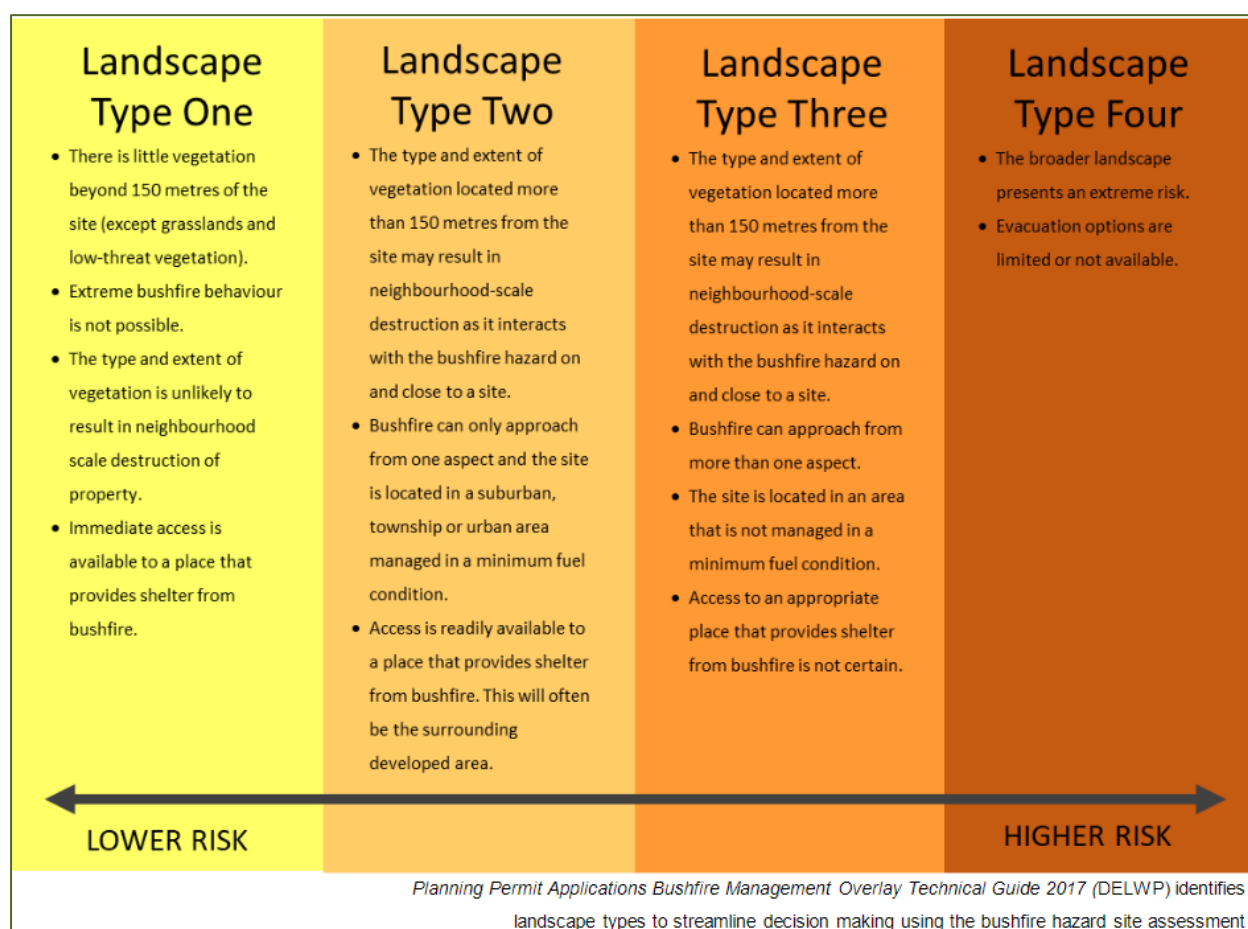 Landscape
Type One
• There is little vegetation
beyond 150 metres of the
site (except grasslands and
low-threat vegetation).
• Extreme bushfire behaviour
is not possible.
• The type and extent of
vegetation is unlikely to
result in neighbourhood
scale destruction of
property.
• Immediate access is
available to a place that
provides shelter from
bushfire.
Landscape
Type Two
• The type and extent of
vegetation located more
than 150 metres from the
site may result in
neighbourhood-scale
destruction as it interacts
with the bushfire hazard on
and close to a site.
• Bushfire can only approach
from one aspect and the site
is located in a suburban,
township or urban area
managed in a minimum fuel
condition.
• Access is readily available to
a place that provides shelter
from bushfire. This will often
be the surrounding
developed area.
Landscape
Type Three
• The type and extent of
vegetation located more
than 150 metres from the
site may result in
neighbourhood-scale
destruction as it interacts
with the bushfire hazard on
and close to a site.
• Bushfire can approach from
more than one aspect.
• The site is located in an area
that is not managed in a
minimum fuel condition.
• Access to an appropriate
place that provides shelter
from bushfire is not certain.
Landscape
Type Four
• The broader landscape
presents an extreme risk.
• Evacuation options are
limited or not available.
LOWER RISK
HIGHER RISK
Planning Permit Applications Bushfire Management Overlay Technical Guide 2017 (DELWP) identifies
landscape types to streamline decision making using the bushfire hazard site assessment